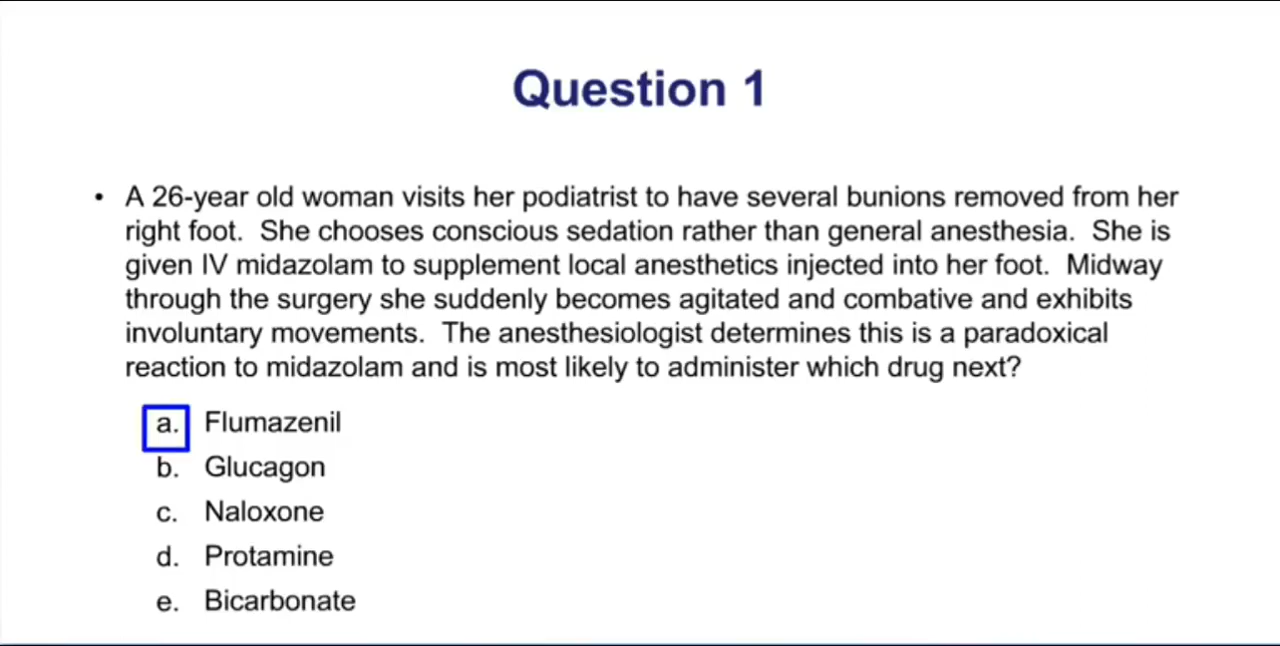 Question 1
• A 26-year old woman visits her podiatrist to have several bunions removed from her
right foot. She chooses conscious sedation rather than general anesthesia. She is
given IV midazolam to supplement local anesthetics injected into her foot. Midway
through the surgery she suddenly becomes agitated and combative and exhibits
involuntary movements. The anesthesiologist determines this is a paradoxical
reaction to midazolam and is most likely to administer which drug next?
a. Flumazenil
b. Glucagon
c. Naloxone
d. Protamine
e. Bicarbonate